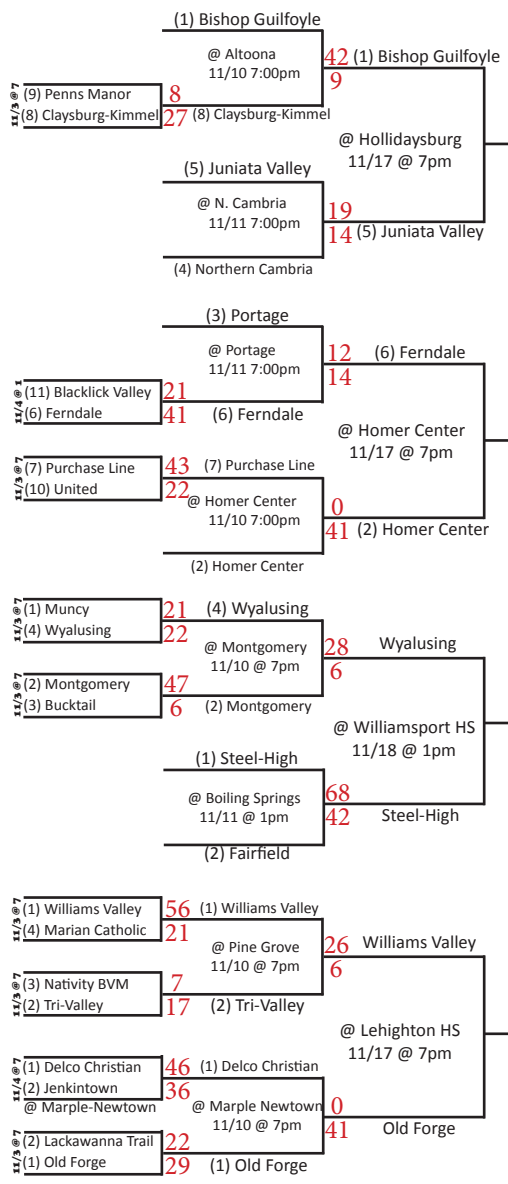 (1) Bishop Guilfoyle
@ Altoona
11/10 7:00pm
42 (1) Bishop Guilfoyle
9
11/3 @ 7
(9) Penns Manor 8
(8) Claysburg-Kimmel 27 (8) Claysburg-Kimmel
@ Hollidaysburg
11/17 @ 7pm
(5) Juniata Valley
@ N. Cambria
11/11 7:00pm
19
14 (5) Juniata Valley
(4) Northern Cambria
(3) Portage
@ Portage
11/11 7:00pm
12 (6) Ferndale
14
11/4 @ 1
(11) Blacklick Valley 21
(6) Ferndale 41 (6) Ferndale
@ Homer Center
11/17 @ 7pm
11/3 @ 7
(7) Purchase Line 43 (7) Purchase Line
(10) United 22
@ Homer Center
11/10 7:00pm
0
41 (2) Homer Center
(2) Homer Center
11/3 @ 7
(1) Muncy 21 (4) Wyalusing
(4) Wyalusing 22
@ Montgomery
11/10 @ 7pm
28 Wyalusing
6
11/3 @ 7
(2) Montgomery 47
(3) Bucktail 6 (2) Montgomery
@ Williamsport HS
11/18 @ 1pm
(1) Steel-High
@ Boiling Springs
11/11 @ 1pm
68
42 Steel-High
(2) Fairfield
11/3 @ 7
(1) Williams Valley 56 (1) Williams Valley
(4) Marian Catholic 21
@ Pine Grove
11/10 @ 7pm
26 Williams Valley
6
11/3 @ 7
(3) Nativity BVM 7
(2) Tri-Valley 17 (2) Tri-Valley
@ Lehighton HS
11/17 @ 7pm
11/4 @ 7
(1) Delco Christian 46 (1) Delco Christian
(2) Jenkintown 36
@ Marple-Newtown
@ Marple Newtown
11/10 @ 7pm
0
41 Old Forge
11/3 @ 7
(2) Lackawanna Trail 22
(1) Old Forge 29 (1) Old Forge